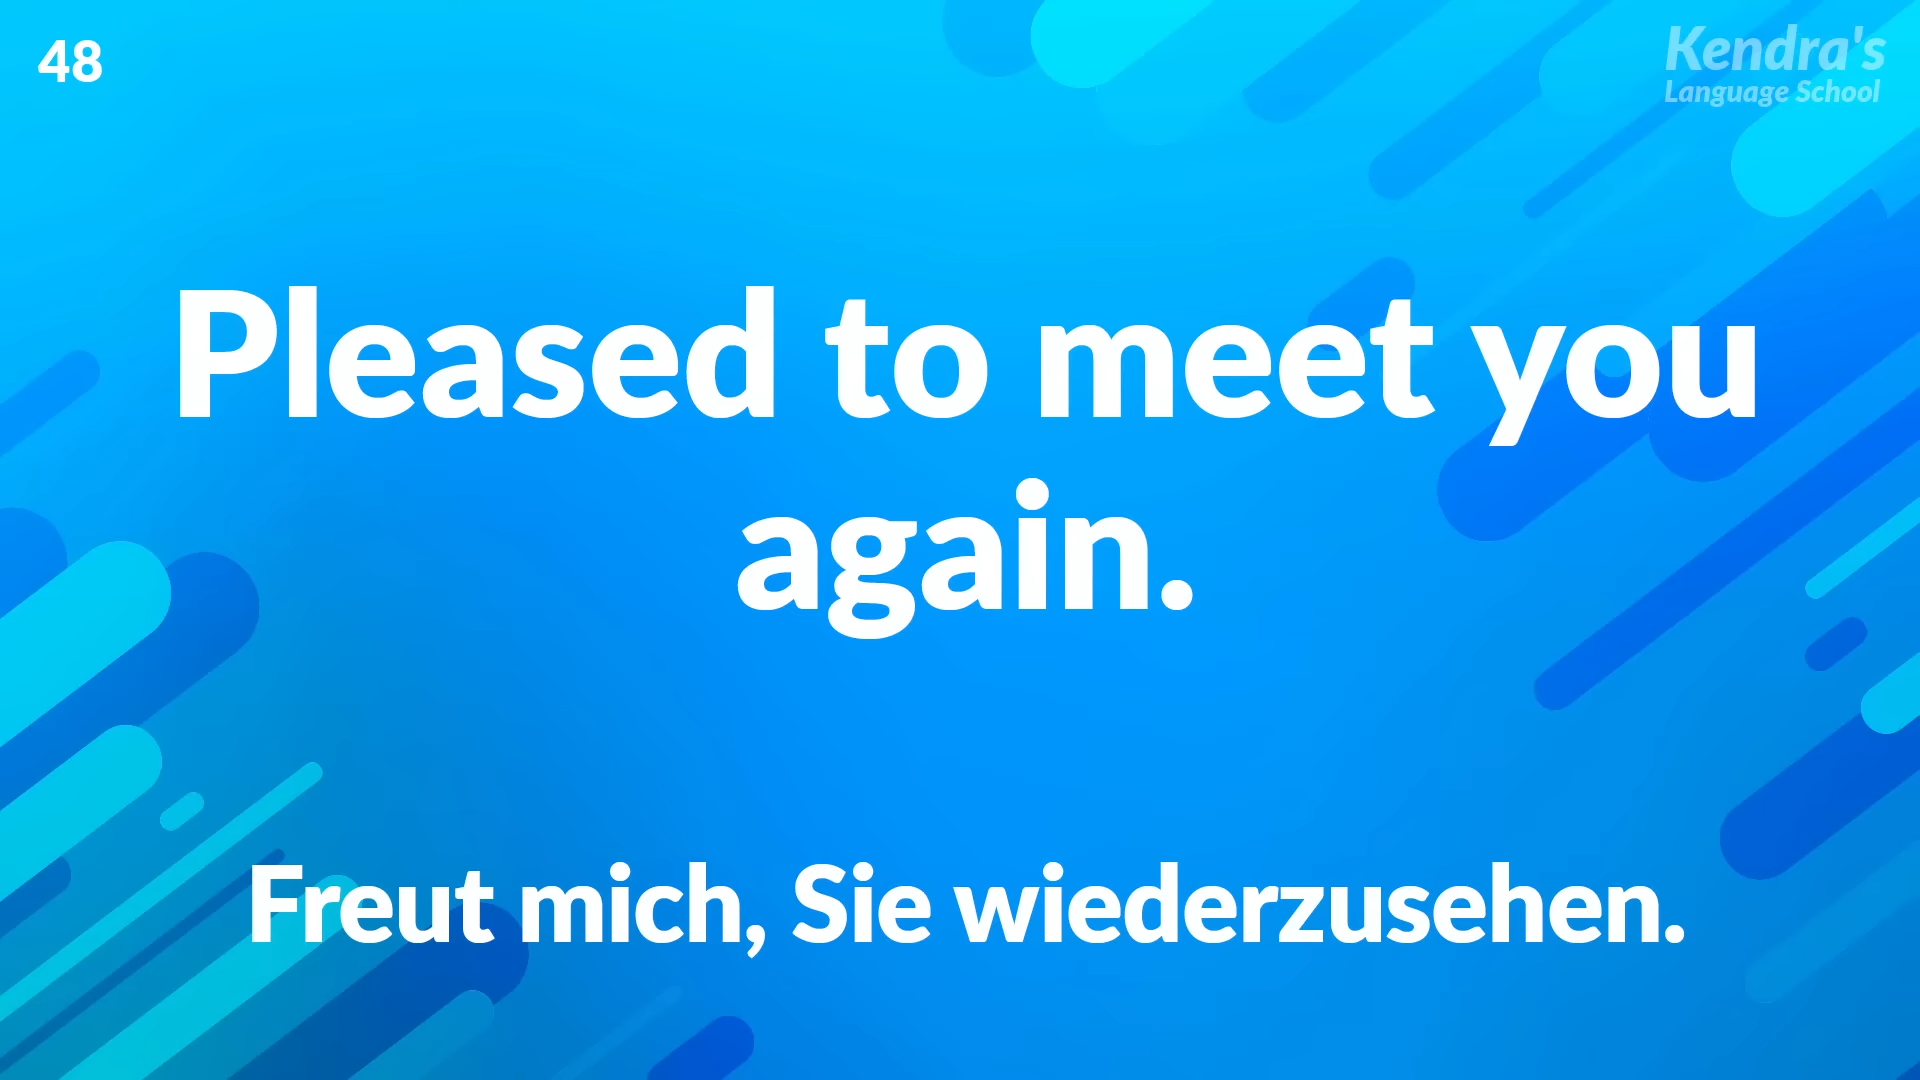 48
Kendra's
Language School
Pleased to meet you
again.
Freut mich, Sie wiederzusehen.